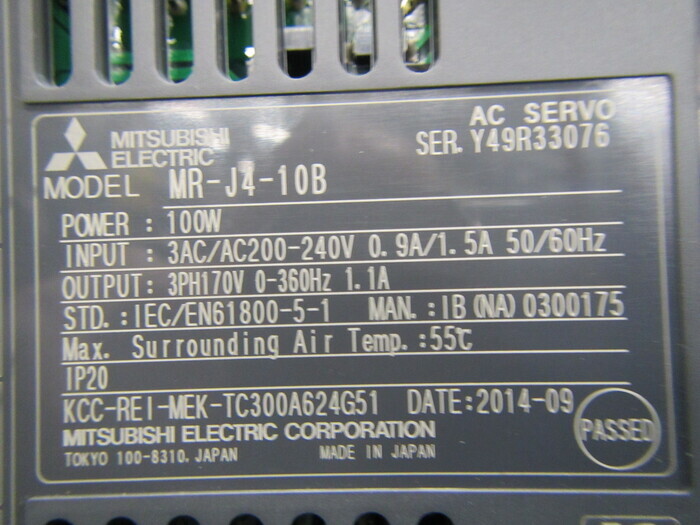 AC SERVO
MITSUBISHI
ELECTRIC
SER. Y49R33076
MODEL MR-J4-10B
POWER : 100W
INPUT : 3AC/AC200-240V 0.9A/1.5A 50/60Hz
OUTPUT: 3PH170V 0-360Hz 1.1A
STD. : IEC/EN61800-5-1 MAN. : IB(NA)0300175
Max. Surrounding Air Temp. :55℃
IP20
KCC-REI-MEK-TC300A624G51 DATE:2014-09
MITSUBISHI ELECTRIC CORPORATION
PASSED
TOKYO 100-8310, JAPAN MADE IN JAPAN